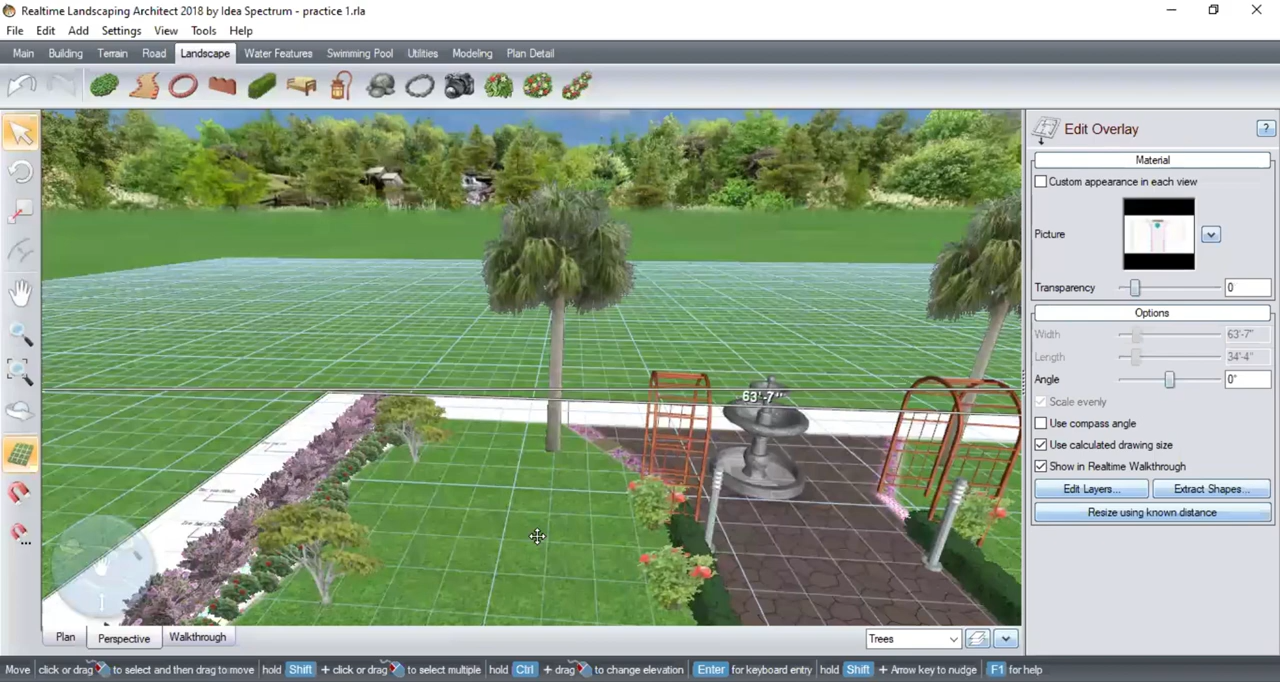 Realtime Landscaping Architect 2018 by Idea Spectrum - practice 1.rla
File Edit Add Settings View Tools Help
Main Building Terrain Road Landscape Water Features Swimming Pool Utilities Modeling Plan Detail
Edit Overlay ?
Material
Custom appearance in each view
Picture
Transparency 0
Options
Width 63'-7"
Length 34'-4"
Angle 0°
Scale evenly
Use compass angle
Use calculated drawing size
Show in Realtime Walkthrough
Edit Layers... Extract Shapes...
Resize using known distance
63'-7"
Plan Perspective Walkthrough Trees
Move click or drag to select and then drag to move hold Shift + click or drag to select multiple hold Ctrl + drag to change elevation Enter for keyboard entry hold Shift + Arrow key to nudge F1 for help